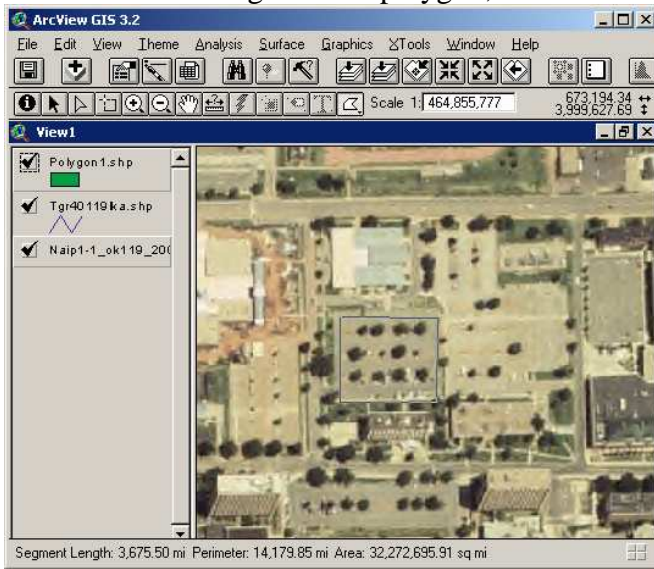 ArcView GIS 3.2
File Edit View Theme Analysis Surface Graphics XTools Window Help
Scale 1: 464,855,777
673,194.34
3,999,627.69
View1
Polygon1.shp
Tgr40119lka.shp
Naip1-1_ok119_200
Segment Length: 3,675.50 mi Perimeter: 14,179.85 mi Area: 32,272,695.91 sq mi